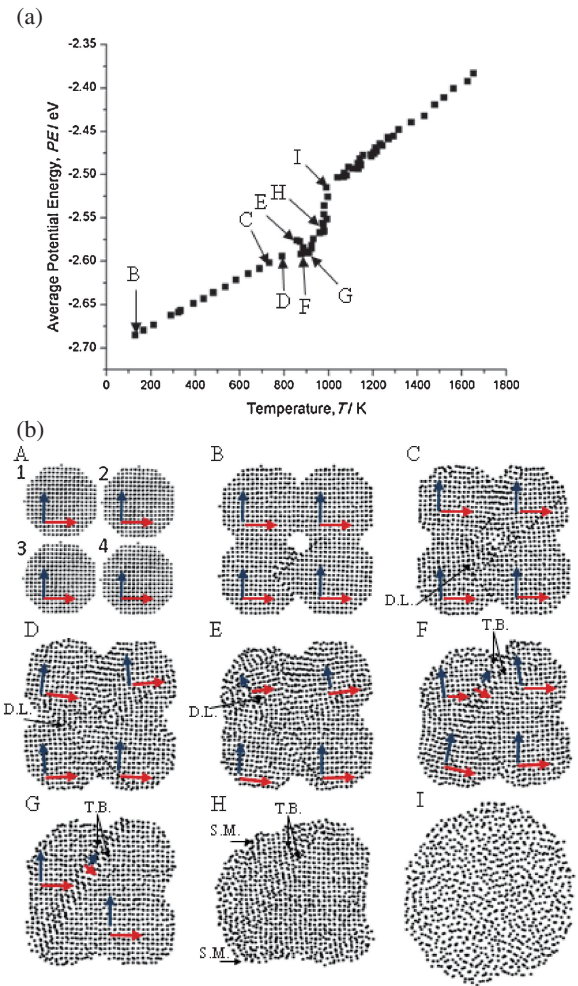 (a)
-2.35
-2.40
-2.45
-2.50
-2.55
-2.60
-2.65
-2.70
Average Potential Energy, PE/ eV
B
C
D
E
F
G
H
I
0 200 400 600 800 1000 1200 1400 1600 1800
Temperature, T/ K
(b)
A
1 2
3 4
B
C
D.L.
D
D.L.
E
D.L.
F
T.B.
G
T.B.
H
T.B.
S.M.
S.M.
I